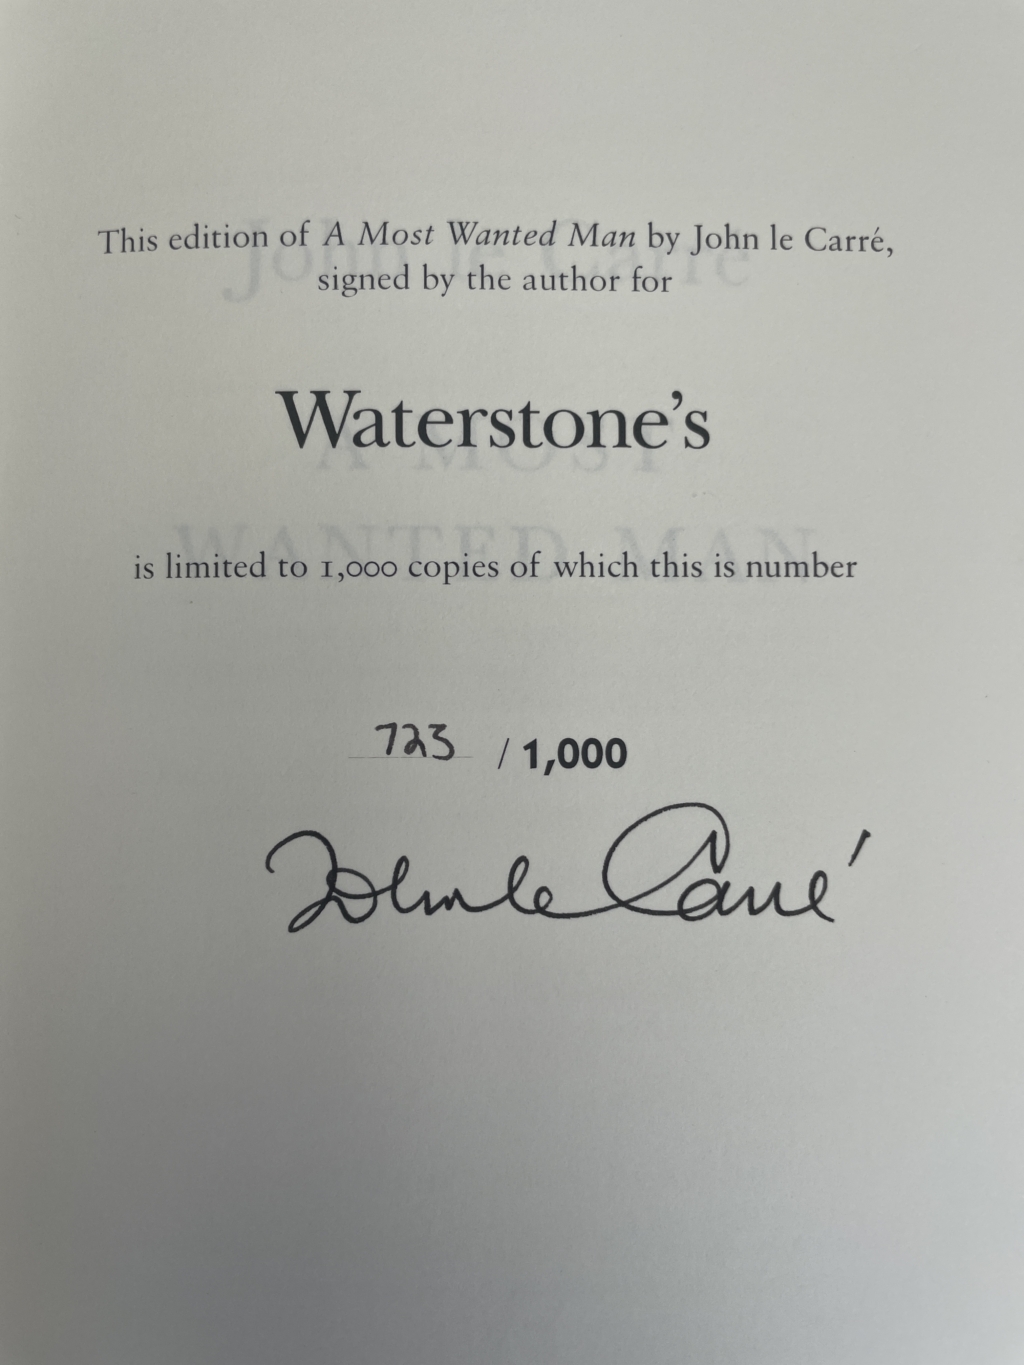 This edition of A Most Wanted Man by John le Carré,
signed by the author for
Waterstone's
is limited to 1,000 copies of which this is number
723 / 1,000
John le Carré